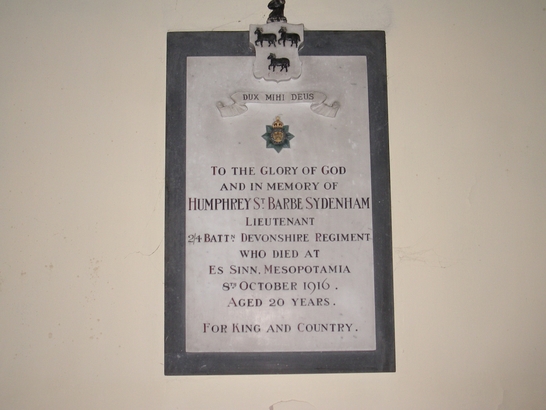 DUX MIHI DEUS
TO THE GLORY OF GOD
AND IN MEMORY OF
HUMPHREY ST. BARBE SYDENHAM
LIEUTENANT
2/4 BATTN DEVONSHIRE REGIMENT
WHO DIED AT
ES SINN, MESOPOTAMIA
8TH OCTOBER 1916.
AGED 20 YEARS.
FOR KING AND COUNTRY.